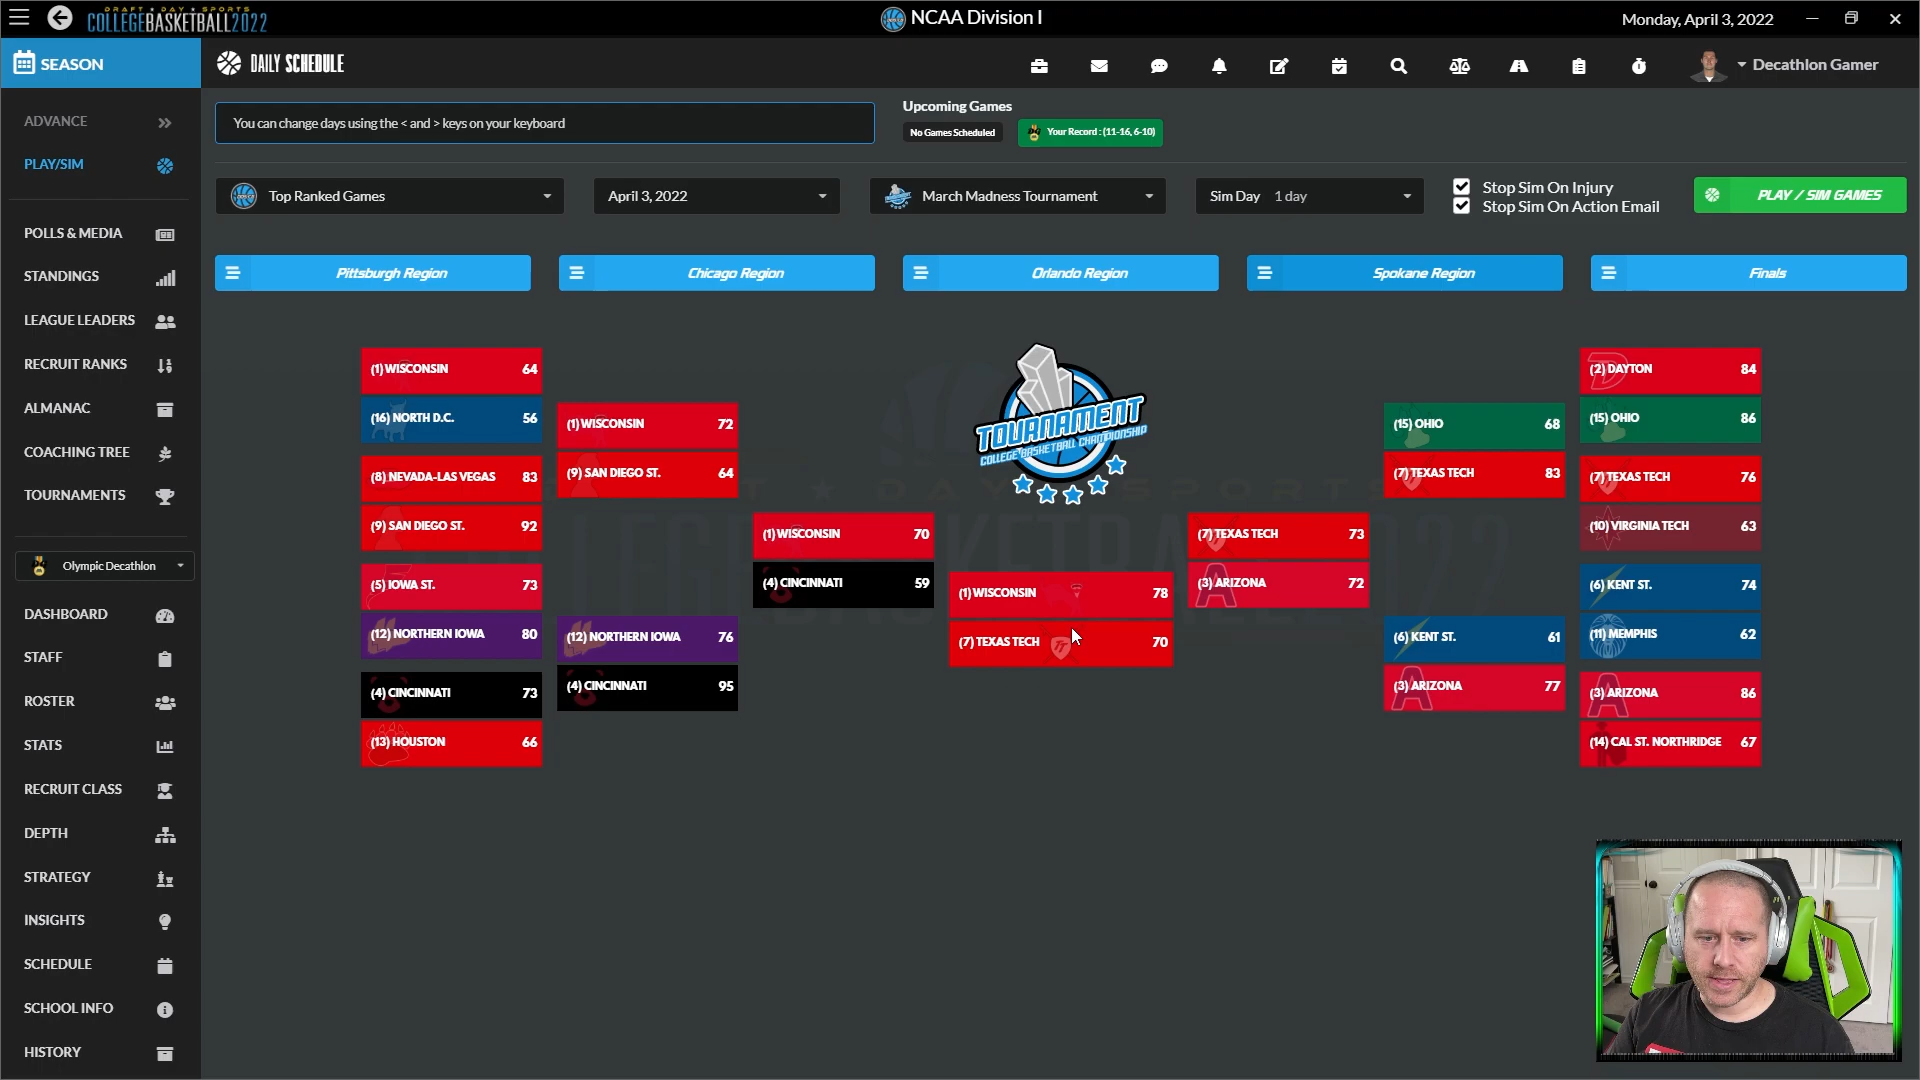 DRAFT • DAY • SPORTS
COLLEGE BASKETBALL 2022
NCAA Division I
Monday, April 3, 2022
SEASON
DAILY SCHEDULE
Decathlon Gamer
ADVANCE
PLAY/SIM
POLLS & MEDIA
STANDINGS
LEAGUE LEADERS
RECRUIT RANKS
ALMANAC
COACHING TREE
TOURNAMENTS
Olympic Decathlon
DASHBOARD
STAFF
ROSTER
STATS
RECRUIT CLASS
DEPTH
STRATEGY
INSIGHTS
SCHEDULE
SCHOOL INFO
HISTORY
You can change days using the < and > keys on your keyboard
Upcoming Games
No Games Scheduled
Your Record : (11-16, 6-10)
Top Ranked Games
April 3, 2022
March Madness Tournament
Sim Day 1 day
Stop Sim On Injury
Stop Sim On Action Email
PLAY / SIM GAMES
Pittsburgh Region
Chicago Region
Orlando Region
Spokane Region
Finals
(1) WISCONSIN 64
(16) NORTH D.C. 56
(8) NEVADA-LAS VEGAS 83
(9) SAN DIEGO ST. 92
(5) IOWA ST. 73
(12) NORTHERN IOWA 80
(4) CINCINNATI 73
(13) HOUSTON 66
(1) WISCONSIN 72
(9) SAN DIEGO ST. 64
(12) NORTHERN IOWA 76
(4) CINCINNATI 95
(1) WISCONSIN 70
(4) CINCINNATI 59
TOURNAMENT
COLLEGE BASKETBALL CHAMPIONSHIP
(1) WISCONSIN 78
(7) TEXAS TECH 70
(7) TEXAS TECH 73
(3) ARIZONA 72
(15) OHIO 68
(7) TEXAS TECH 83
(6) KENT ST. 61
(3) ARIZONA 77
(2) DAYTON 84
(15) OHIO 86
(7) TEXAS TECH 76
(10) VIRGINIA TECH 63
(6) KENT ST. 74
(11) MEMPHIS 62
(3) ARIZONA 86
(14) CAL ST. NORTHRIDGE 67